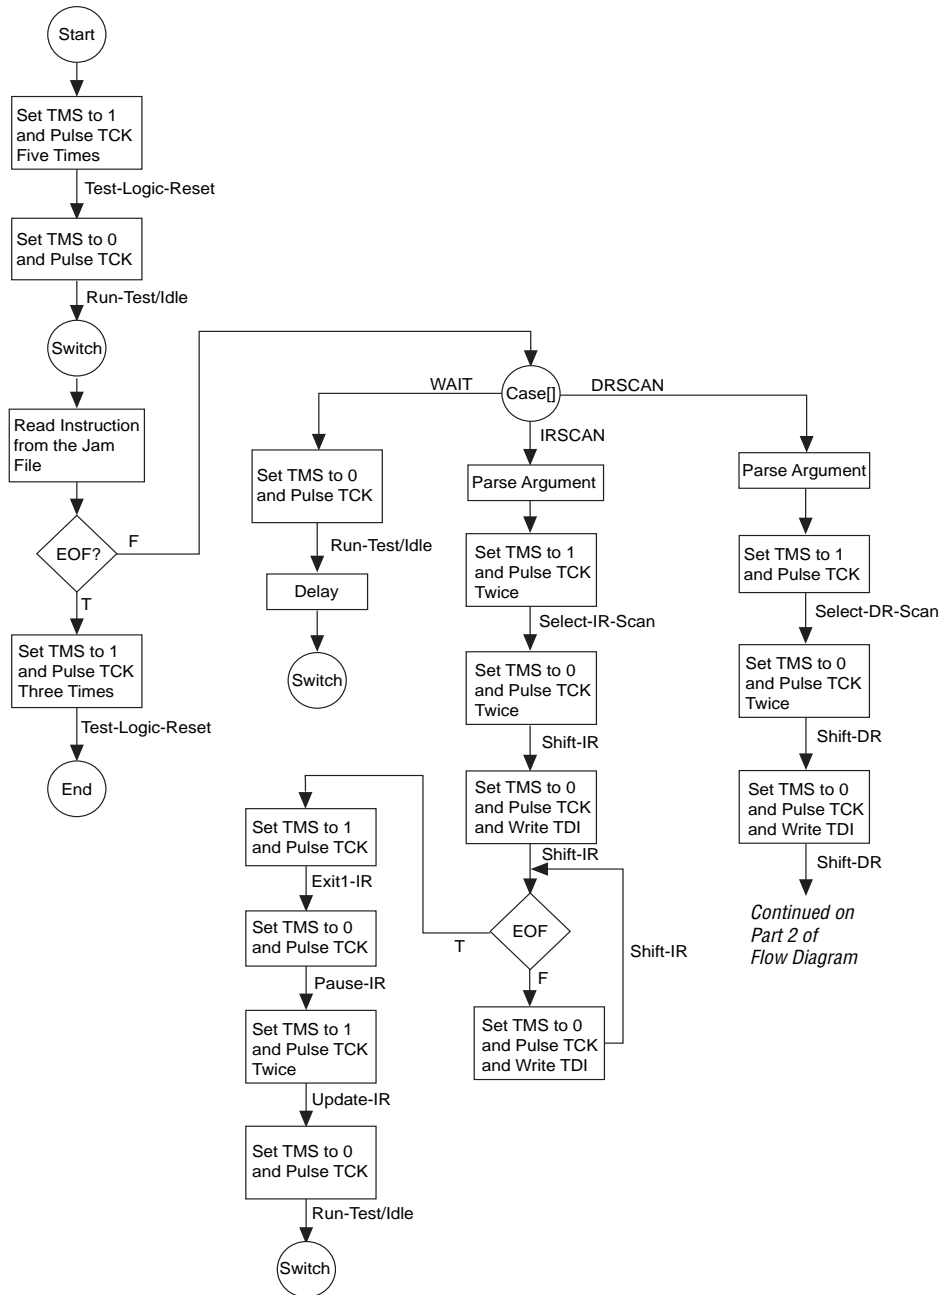 Start
Set TMS to 1
and Pulse TCK
Five Times
Test-Logic-Reset
Set TMS to 0
and Pulse TCK
Run-Test/Idle
Switch
Read Instruction
from the Jam
File
EOF?
F
T
Set TMS to 1
and Pulse TCK
Three Times
Test-Logic-Reset
End
Case[]
WAIT
Set TMS to 0
and Pulse TCK
Run-Test/Idle
Delay
Switch
IRSCAN
Parse Argument
Set TMS to 1
and Pulse TCK
Twice
Select-IR-Scan
Set TMS to 0
and Pulse TCK
Twice
Shift-IR
Set TMS to 0
and Pulse TCK
and Write TDI
Shift-IR
EOF
T
F
Set TMS to 0
and Pulse TCK
and Write TDI
Shift-IR
Set TMS to 1
and Pulse TCK
Exit1-IR
Set TMS to 0
and Pulse TCK
Pause-IR
Set TMS to 1
and Pulse TCK
Twice
Update-IR
Set TMS to 0
and Pulse TCK
Run-Test/Idle
Switch
DRSCAN
Parse Argument
Set TMS to 1
and Pulse TCK
Select-DR-Scan
Set TMS to 0
and Pulse TCK
Twice
Shift-DR
Set TMS to 0
and Pulse TCK
and Write TDI
Shift-DR
Continued on
Part 2 of
Flow Diagram